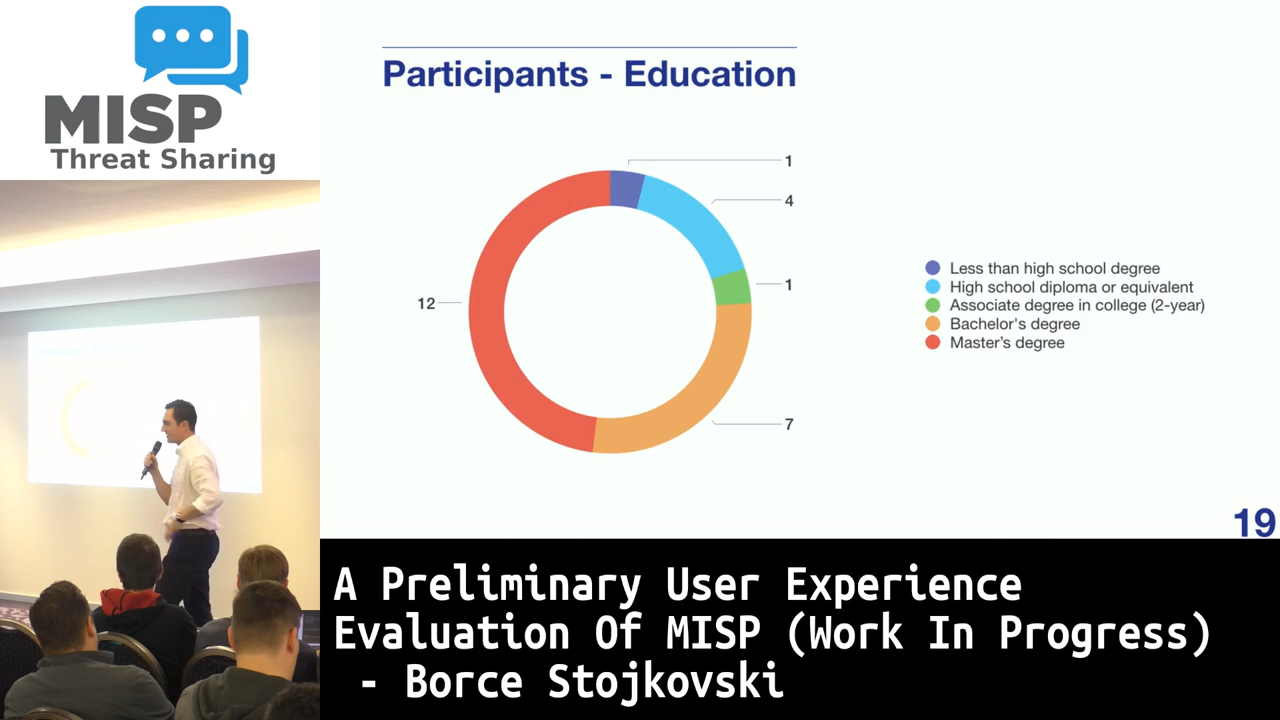 MISP
Threat Sharing
Participants - Education
1
4
1
12
7
Less than high school degree
High school diploma or equivalent
Associate degree in college (2-year)
Bachelor's degree
Master’s degree
19
A Preliminary User Experience
Evaluation Of MISP (Work In Progress)
- Borce Stojkovski